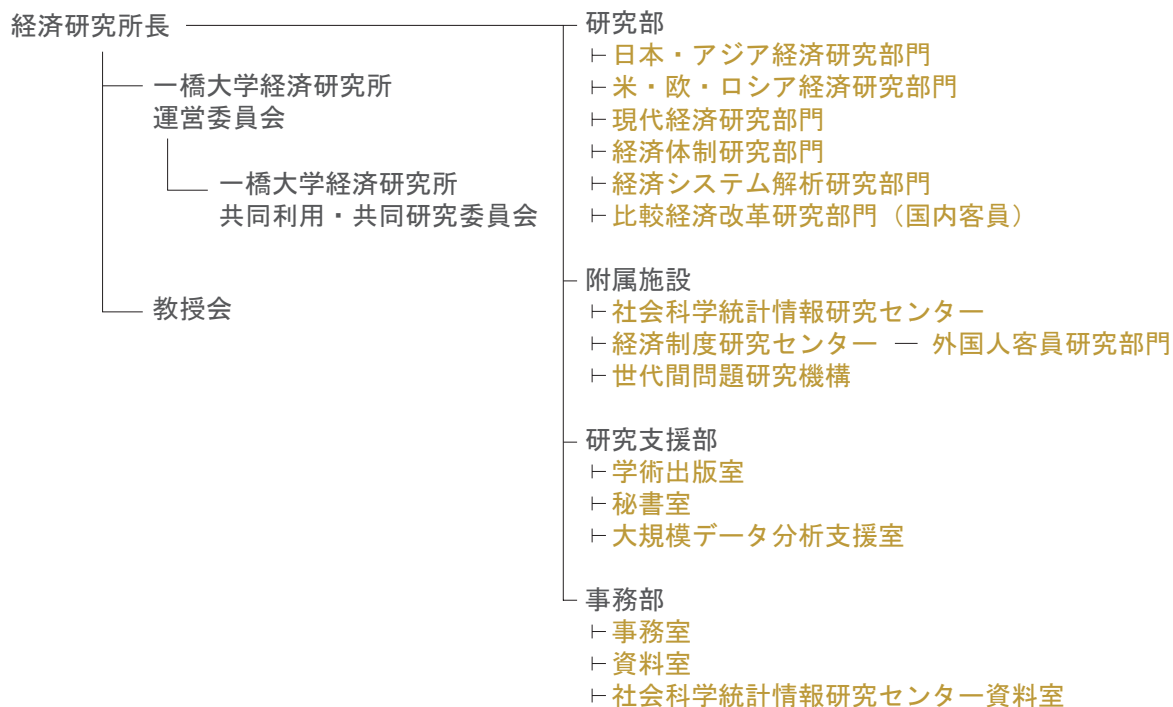 経済研究所長
一橋大学経済研究所
運営委員会
一橋大学経済研究所
共同利用・共同研究委員会
教授会
研究部
日本・アジア経済研究部門
米・欧・ロシア経済研究部門
現代経済研究部門
経済体制研究部門
経済システム解析研究部門
比較経済改革研究部門（国内客員）
附属施設
社会科学統計情報研究センター
経済制度研究センター — 外国人客員研究部門
世代間問題研究機構
研究支援部
学術出版室
秘書室
大規模データ分析支援室
事務部
事務室
資料室
社会科学統計情報研究センター資料室